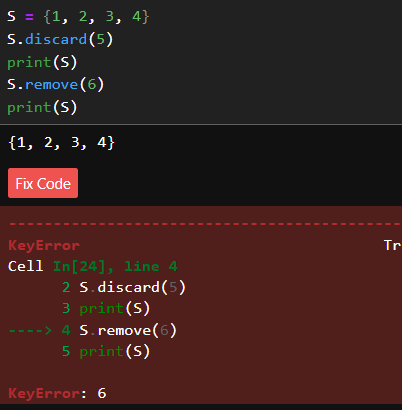 S = {1, 2, 3, 4}
S.discard(5)
print(S)
S.remove(6)
print(S)
{1, 2, 3, 4}
Fix Code
---------------------------------------------
KeyError Tr
Cell In[24], line 4
2 S.discard(5)
3 print(S)
----> 4 S.remove(6)
5 print(S)
KeyError: 6